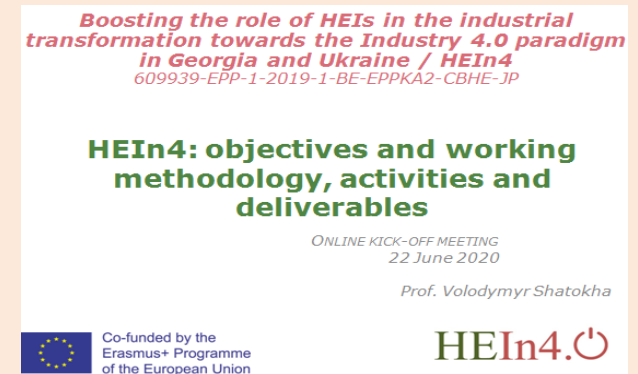 Boosting the role of HEIs in the industrial
transformation towards the Industry 4.0 paradigm
in Georgia and Ukraine / HEIn4
609939-EPP-1-2019-1-BE-EPPKA2-CBHE-JP
HEIn4: objectives and working
methodology, activities and
deliverables
ONLINE KICK-OFF MEETING
22 June 2020
Prof. Volodymyr Shatokha
Co-funded by the
Erasmus+ Programme
of the European Union
HEIn4.